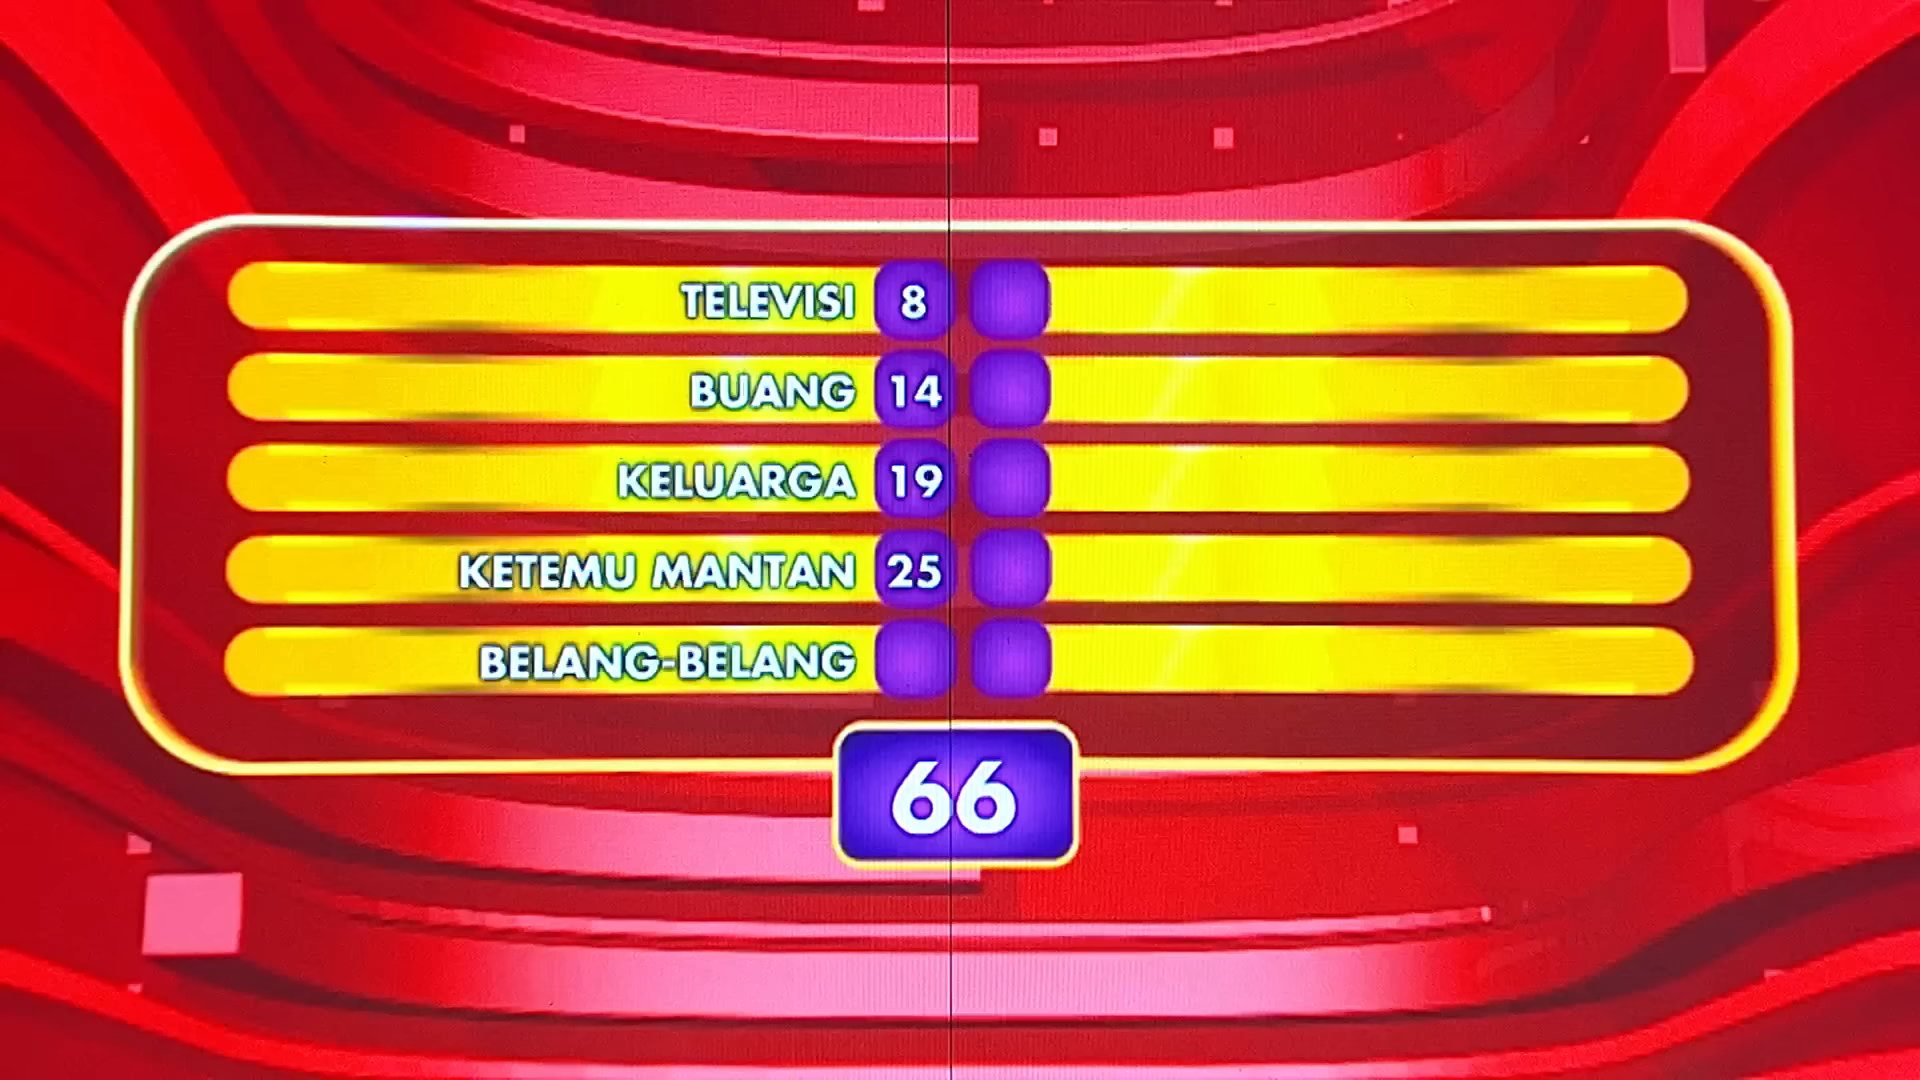 TELEVISI 8
BUANG 14
KELUARGA 19
KETEMU MANTAN 25
BELANG-BELANG
66